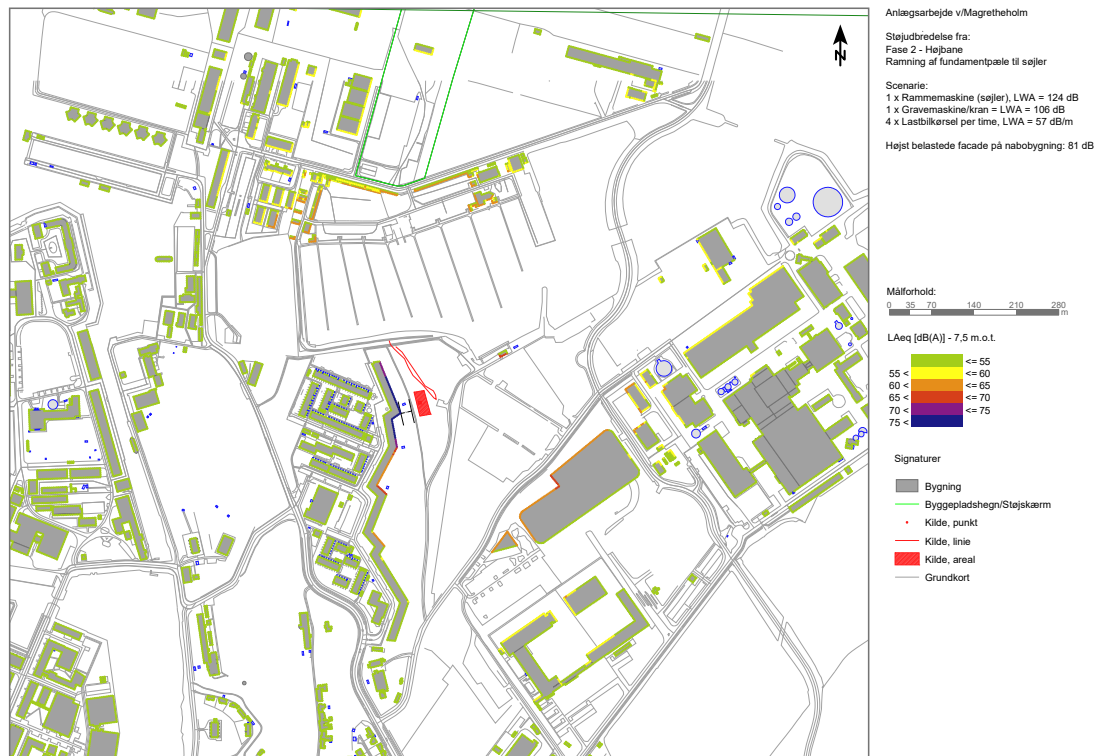 Anlægsarbejde v/Magretheholm
Støjudbredelse fra:
Fase 2 - Højbane
Ramning af fundamentpæle til søjler
Scenarie:
1 x Rammemaskine (søjler), LWA = 124 dB
1 x Gravemaskine/kran = LWA = 106 dB
4 x Lastbilkørsel per time, LWA = 57 dB/m
Højst belastede facade på nabobygning: 81 dB
N
Målforhold:
0 35 70 140 210 280
m
LAeq [dB(A)] - 7,5 m.o.t.
<= 55
55 < <= 60
60 < <= 65
65 < <= 70
70 < <= 75
75 <
Signaturer
Bygning
Byggepladshegn/Støjskærm
Kilde, punkt
Kilde, linie
Kilde, areal
Grundkort